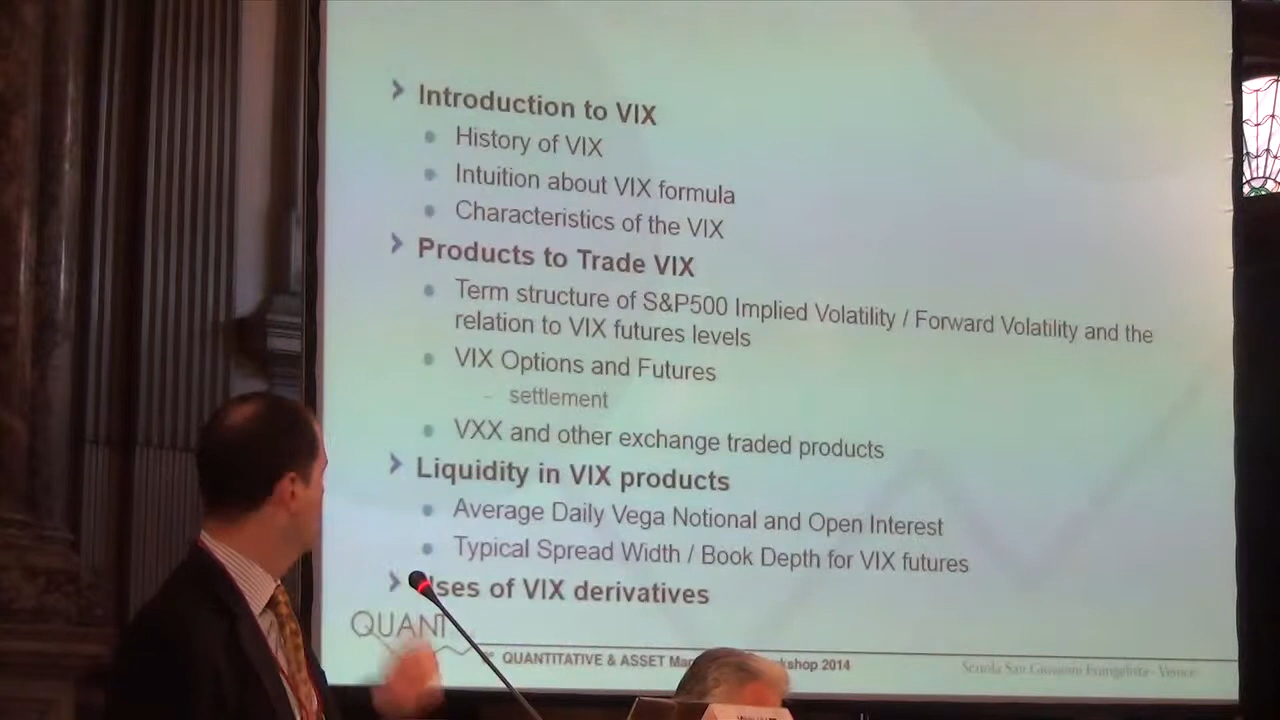 Introduction to VIX
History of VIX
Intuition about VIX formula
Characteristics of the VIX
Products to Trade VIX
Term structure of S&P500 Implied Volatility / Forward Volatility and the
relation to VIX futures levels
VIX Options and Futures
- settlement
VXX and other exchange traded products
Liquidity in VIX products
Average Daily Vega Notional and Open Interest
Typical Spread Width / Book Depth for VIX futures
ses of VIX derivatives
QUANT
QUANTITATIVE & ASSET Ma kshop 2014
Scuola San Giovanni Evangelista - Venice